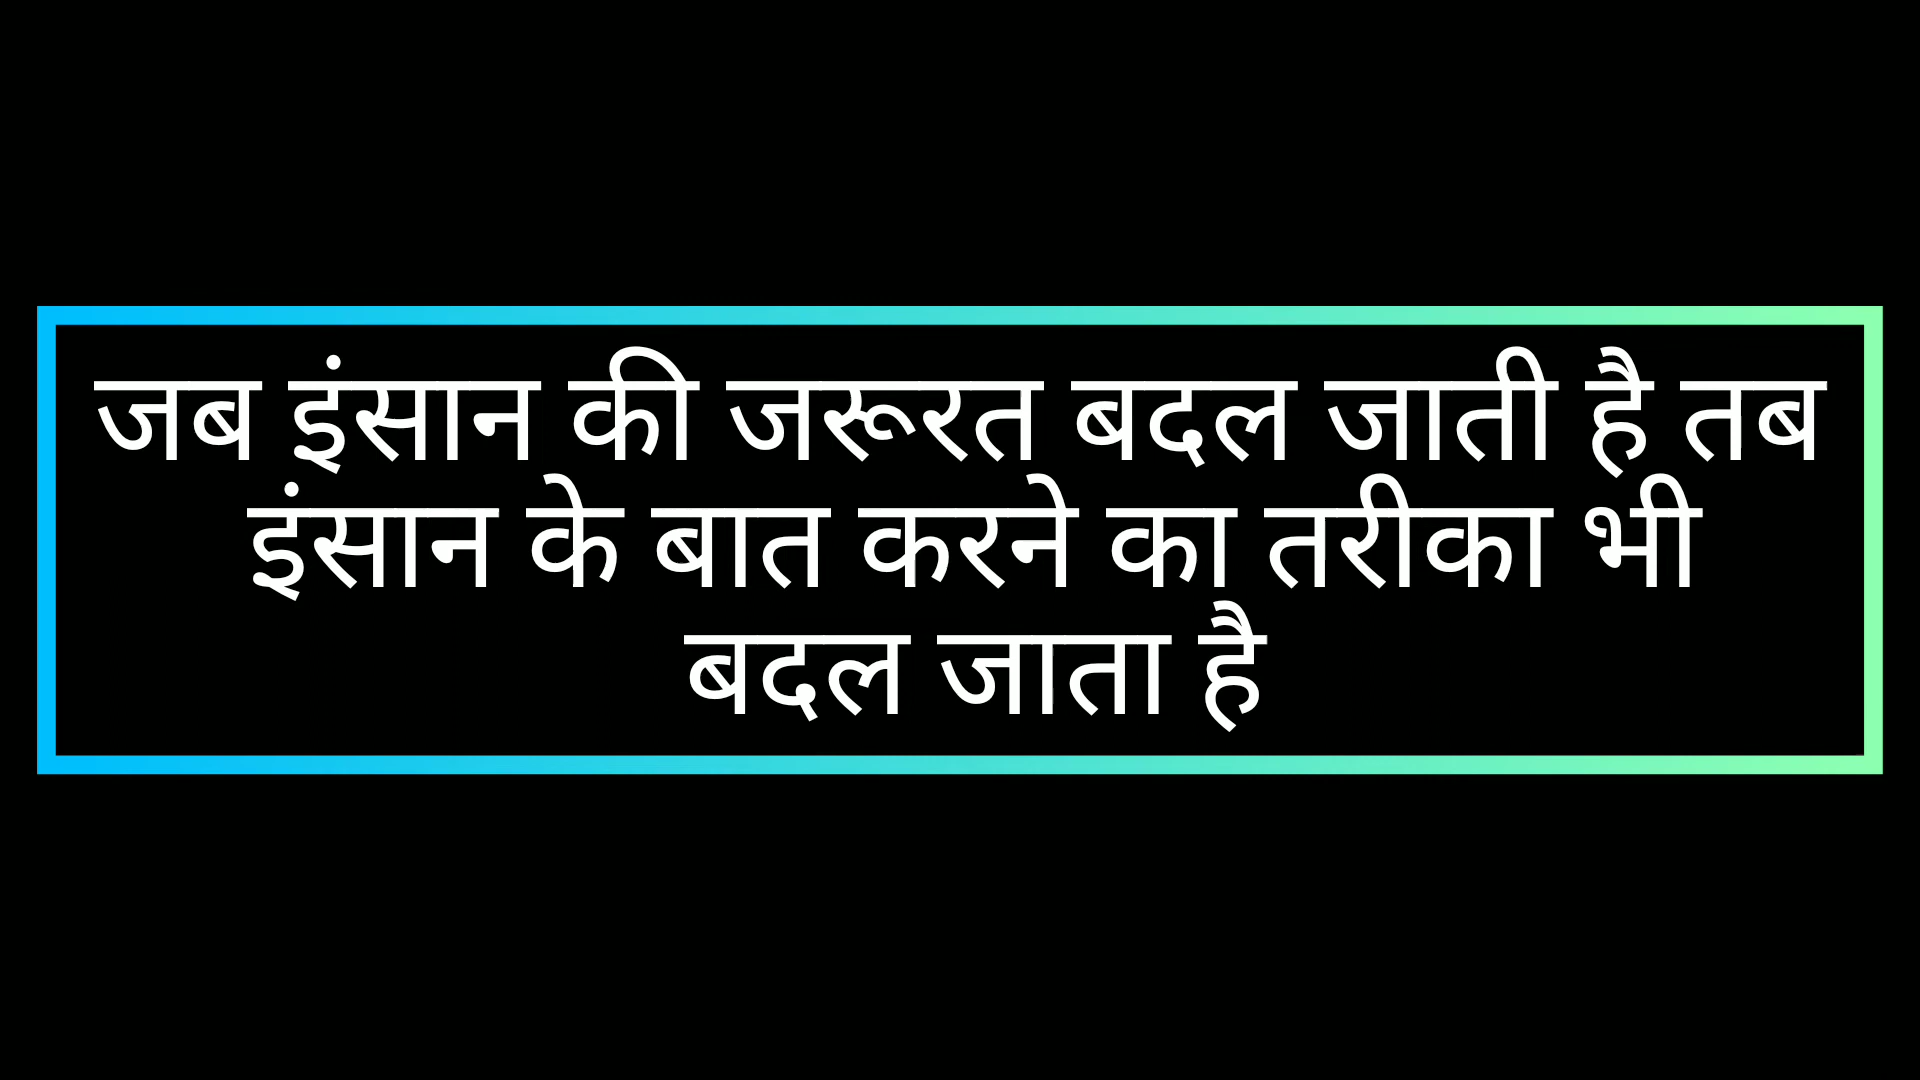 जब इंसान की जरूरत बदल जाती है तब
इंसान के बात करने का तरीका भी
बदल जाता है